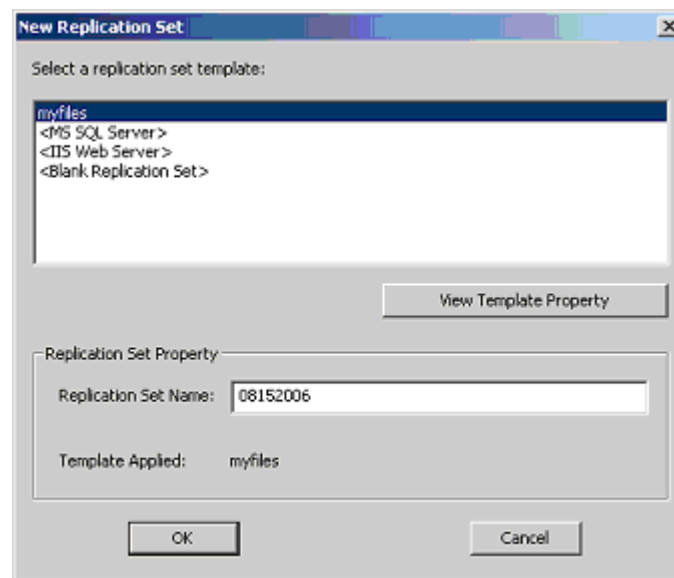 New Replication Set
Select a replication set template:
myfiles
<MS SQL Server>
<IIS Web Server>
<Blank Replication Set>
View Template Property
Replication Set Property
Replication Set Name: 08152006
Template Applied: myfiles
OK Cancel